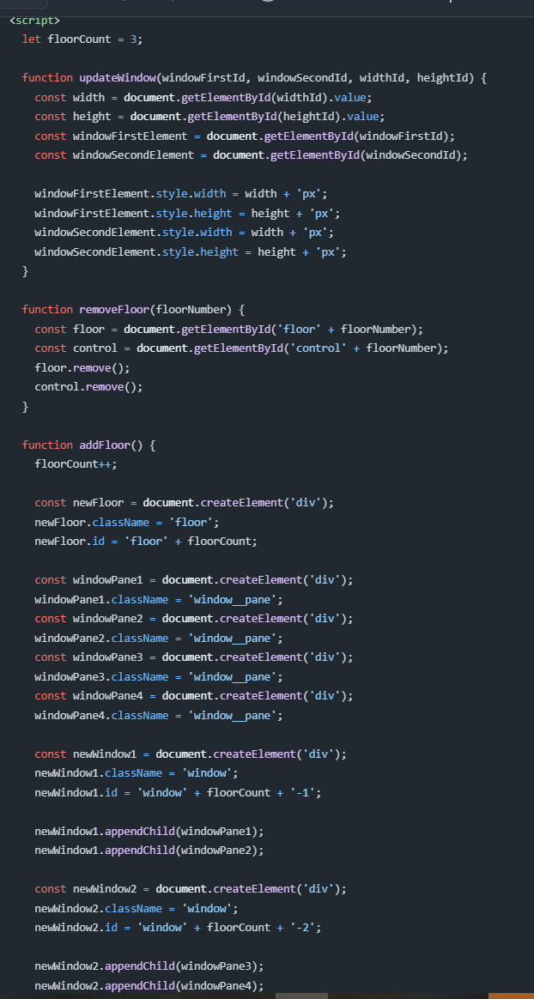 <script>
let floorCount = 3;
function updateWindow(windowFirstId, windowSecondId, widthId, heightId) {
const width = document.getElementById(widthId).value;
const height = document.getElementById(heightId).value;
const windowFirstElement = document.getElementById(windowFirstId);
const windowSecondElement = document.getElementById(windowSecondId);
windowFirstElement.style.width = width + 'px';
windowFirstElement.style.height = height + 'px';
windowSecondElement.style.width = width + 'px';
windowSecondElement.style.height = height + 'px';
}
function removeFloor(floorNumber) {
const floor = document.getElementById('floor' + floorNumber);
const control = document.getElementById('control' + floorNumber);
floor.remove();
control.remove();
}
function addFloor() {
floorCount++;
const newFloor = document.createElement('div');
newFloor.className = 'floor';
newFloor.id = 'floor' + floorCount;
const windowPane1 = document.createElement('div');
windowPane1.className = 'window__pane';
const windowPane2 = document.createElement('div');
windowPane2.className = 'window__pane';
const windowPane3 = document.createElement('div');
windowPane3.className = 'window__pane';
const windowPane4 = document.createElement('div');
windowPane4.className = 'window__pane';
const newWindow1 = document.createElement('div');
newWindow1.className = 'window';
newWindow1.id = 'window' + floorCount + '-1';
newWindow1.appendChild(windowPane1);
newWindow1.appendChild(windowPane2);
const newWindow2 = document.createElement('div');
newWindow2.className = 'window';
newWindow2.id = 'window' + floorCount + '-2';
newWindow2.appendChild(windowPane3);
newWindow2.appendChild(windowPane4);